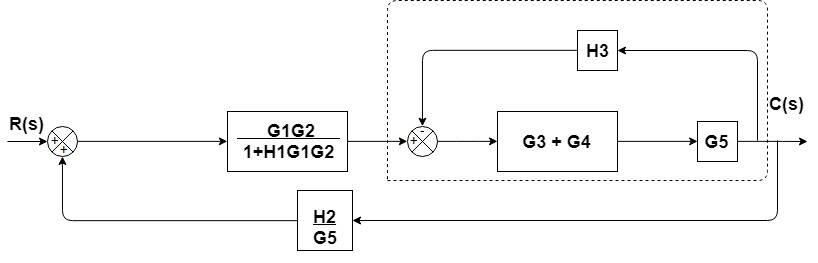 H3
C(s)
R(s)
G1G2
1+H1G1G2
+
+
-
+
G3 + G4
G5
H2
G5